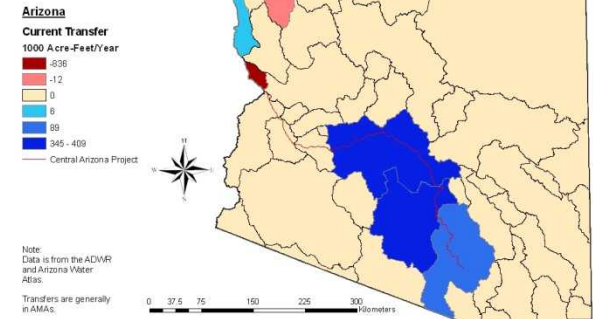 Arizona
Current Transfer
1000 Acre-Feet/Year
-836
-12
0
6
89
345 - 409
Central Arizona Project
N
W
E
S
Note:
Data is from the ADWR
and Arizona Water
Atlas.
Transfers are generally
in AMAs.
0 37.5 75 150 225 300
Kilometers